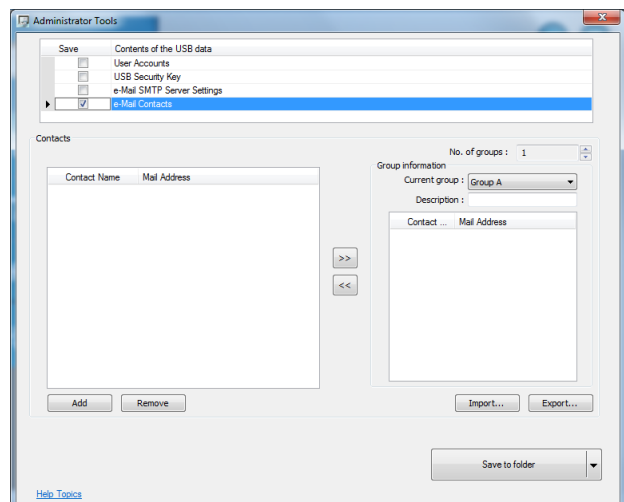 Administrator Tools
Save Contents of the USB data
User Accounts
USB Security Key
e-Mail SMTP Server Settings
e-Mail Contacts
Contacts
No. of groups : 1
Group information
Current group : Group A
Description :
Contact Name Mail Address
Contact ... Mail Address
>>
<<
Add Remove Import... Export...
Save to folder
Help Topics